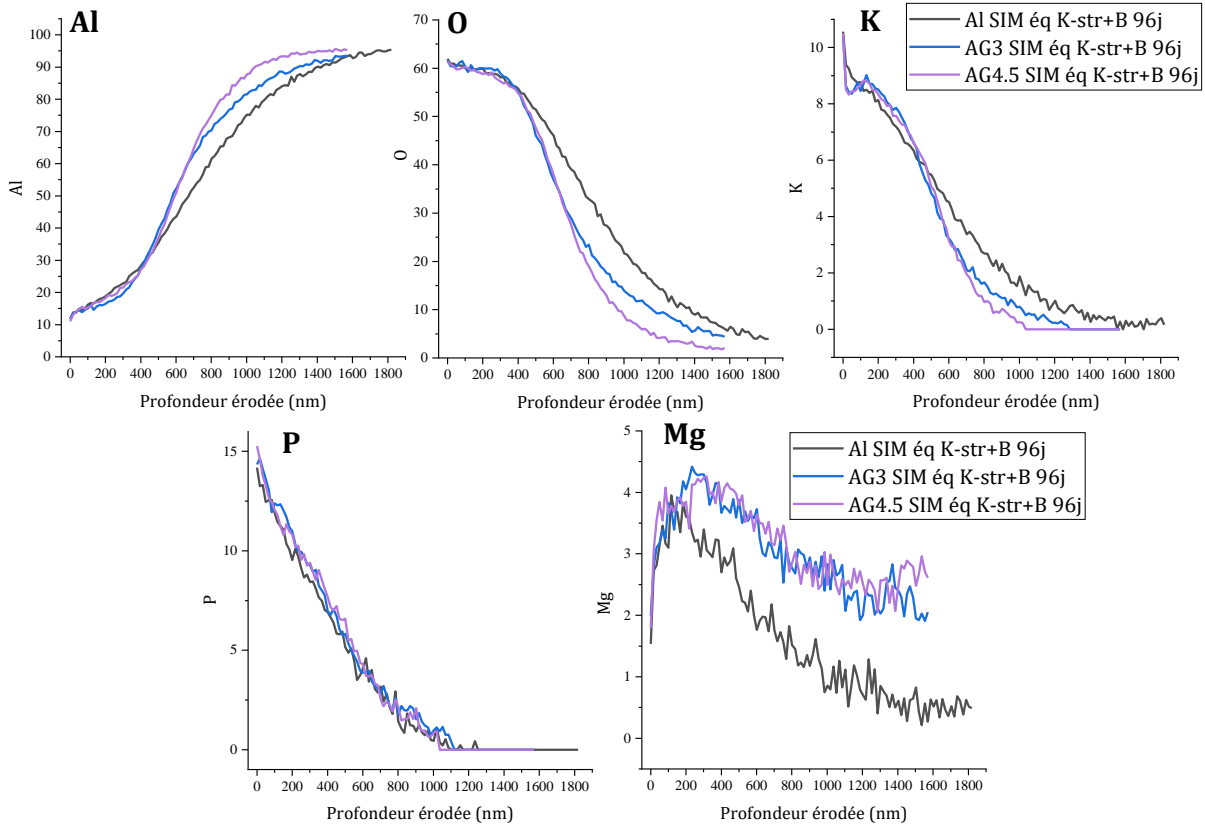 Al
O
K
Al SIM éq K-str+B 96j
AG3 SIM éq K-str+B 96j
AG4.5 SIM éq K-str+B 96j
100
90
80
70
60
50
40
30
20
10
0
Al
0 200 400 600 800 1000 1200 1400 1600 1800
Profondeur érodée (nm)
70
60
50
40
30
20
10
0
O
0 200 400 600 800 1000 1200 1400 1600 1800
Profondeur érodée (nm)
10
8
6
4
2
0
K
0 200 400 600 800 1000 1200 1400 1600 1800
Profondeur érodée (nm)
P
15
10
5
0
P
0 200 400 600 800 1000 1200 1400 1600 1800
Profondeur érodée (nm)
Mg
Al SIM éq K-str+B 96j
AG3 SIM éq K-str+B 96j
AG4.5 SIM éq K-str+B 96j
5
4
3
2
1
0
Mg
0 200 400 600 800 1000 1200 1400 1600 1800
Profondeur érodée (nm)